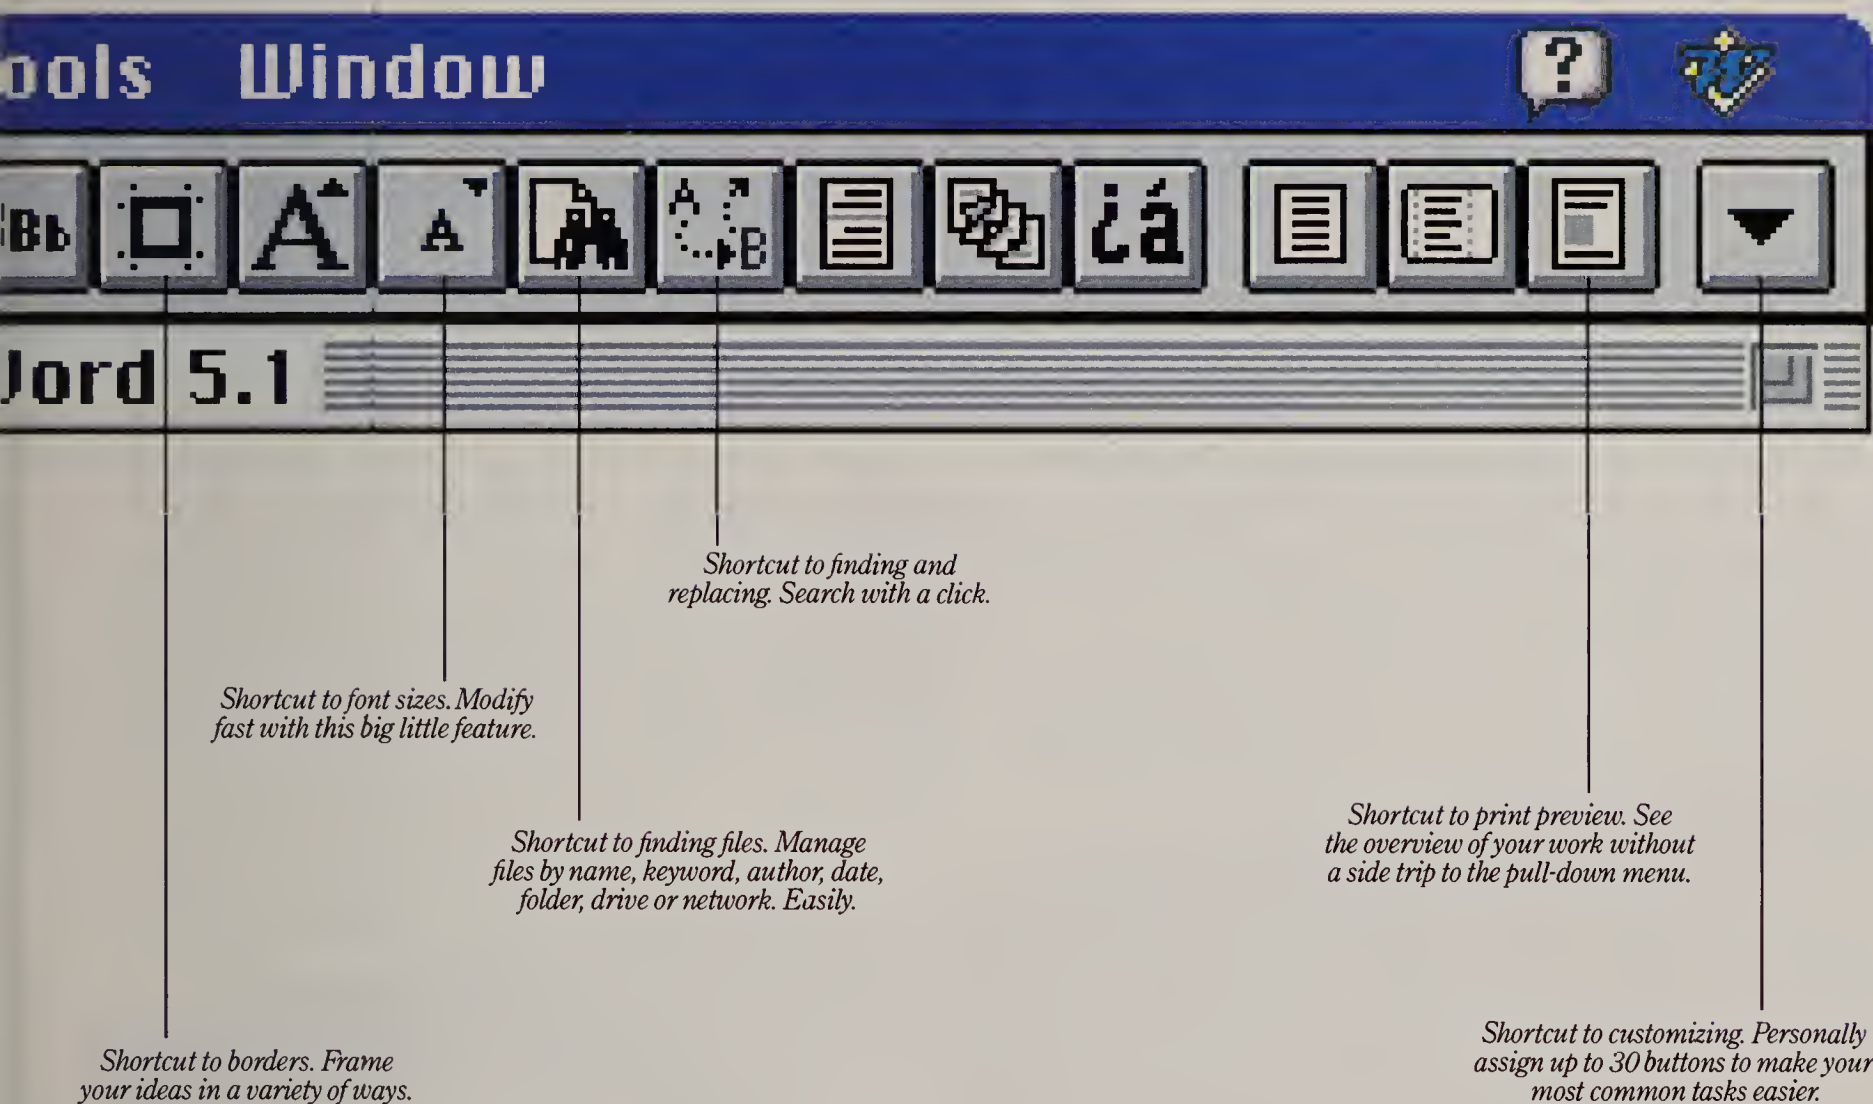 ools Window ?
Bb A A A B ¿á
ord 5.1
Shortcut to finding and
replacing. Search with a click.
Shortcut to font sizes. Modify
fast with this big little feature.
Shortcut to finding files. Manage
files by name, keyword, author, date,
folder, drive or network. Easily.
Shortcut to print preview. See
the overview of your work without
a side trip to the pull-down menu.
Shortcut to borders. Frame
your ideas in a variety of ways.
Shortcut to customizing. Personally
assign up to 30 buttons to make your
most common tasks easier.